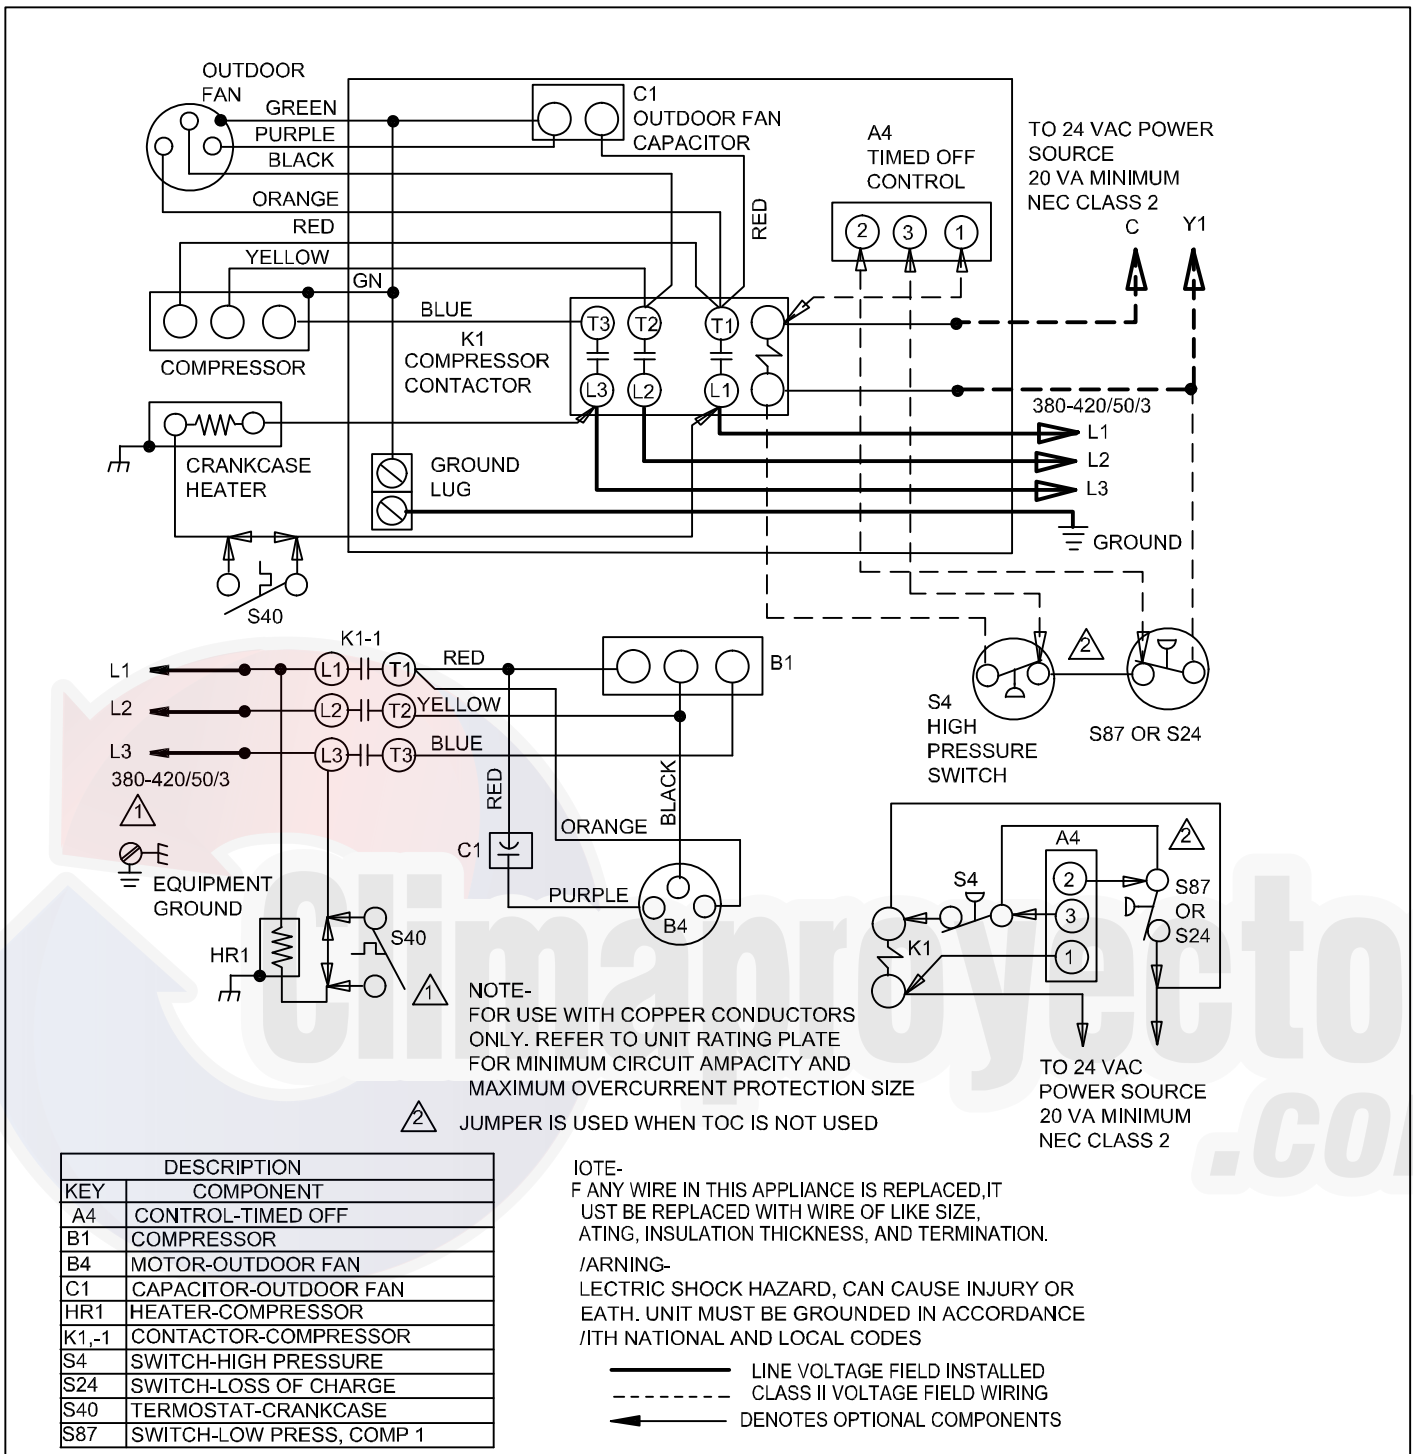 OUTDOOR
FAN
GREEN
PURPLE
BLACK
ORANGE
RED
YELLOW
GN
BLUE
C1
OUTDOOR FAN
CAPACITOR
RED
A4
TIMED OFF
CONTROL
2
3
1
TO 24 VAC POWER
SOURCE
20 VA MINIMUM
NEC CLASS 2
C
Y1
COMPRESSOR
K1
COMPRESSOR
CONTACTOR
T3
T2
T1
L3
L2
L1
380-420/50/3
L1
L2
L3
GROUND
CRANKCASE
HEATER
GROUND
LUG
S40
K1-1
L1
L1
T1
RED
B1
L2
L2
T2
YELLOW
L3
L3
T3
BLUE
380-420/50/3
1
EQUIPMENT
GROUND
RED
BLACK
ORANGE
C1
PURPLE
B4
HR1
S40
S4
HIGH
PRESSURE
SWITCH
2
S87 OR S24
A4
2
S4
2
3
1
K1
S87
OR
S24
TO 24 VAC
POWER SOURCE
20 VA MINIMUM
NEC CLASS 2
1
NOTE-
FOR USE WITH COPPER CONDUCTORS
ONLY. REFER TO UNIT RATING PLATE
FOR MINIMUM CIRCUIT AMPACITY AND
MAXIMUM OVERCURRENT PROTECTION SIZE
2
JUMPER IS USED WHEN TOC IS NOT USED
Climaproyecto
.co
DESCRIPTION
KEY COMPONENT
A4 CONTROL-TIMED OFF
B1 COMPRESSOR
B4 MOTOR-OUTDOOR FAN
C1 CAPACITOR-OUTDOOR FAN
HR1 HEATER-COMPRESSOR
K1,-1 CONTACTOR-COMPRESSOR
S4 SWITCH-HIGH PRESSURE
S24 SWITCH-LOSS OF CHARGE
S40 TERMOSTAT-CRANKCASE
S87 SWITCH-LOW PRESS, COMP 1
IOTE-
F ANY WIRE IN THIS APPLIANCE IS REPLACED,IT
UST BE REPLACED WITH WIRE OF LIKE SIZE,
ATING, INSULATION THICKNESS, AND TERMINATION.
/ARNING-
LECTRIC SHOCK HAZARD, CAN CAUSE INJURY OR
EATH. UNIT MUST BE GROUNDED IN ACCORDANCE
/ITH NATIONAL AND LOCAL CODES
LINE VOLTAGE FIELD INSTALLED
CLASS II VOLTAGE FIELD WIRING
DENOTES OPTIONAL COMPONENTS